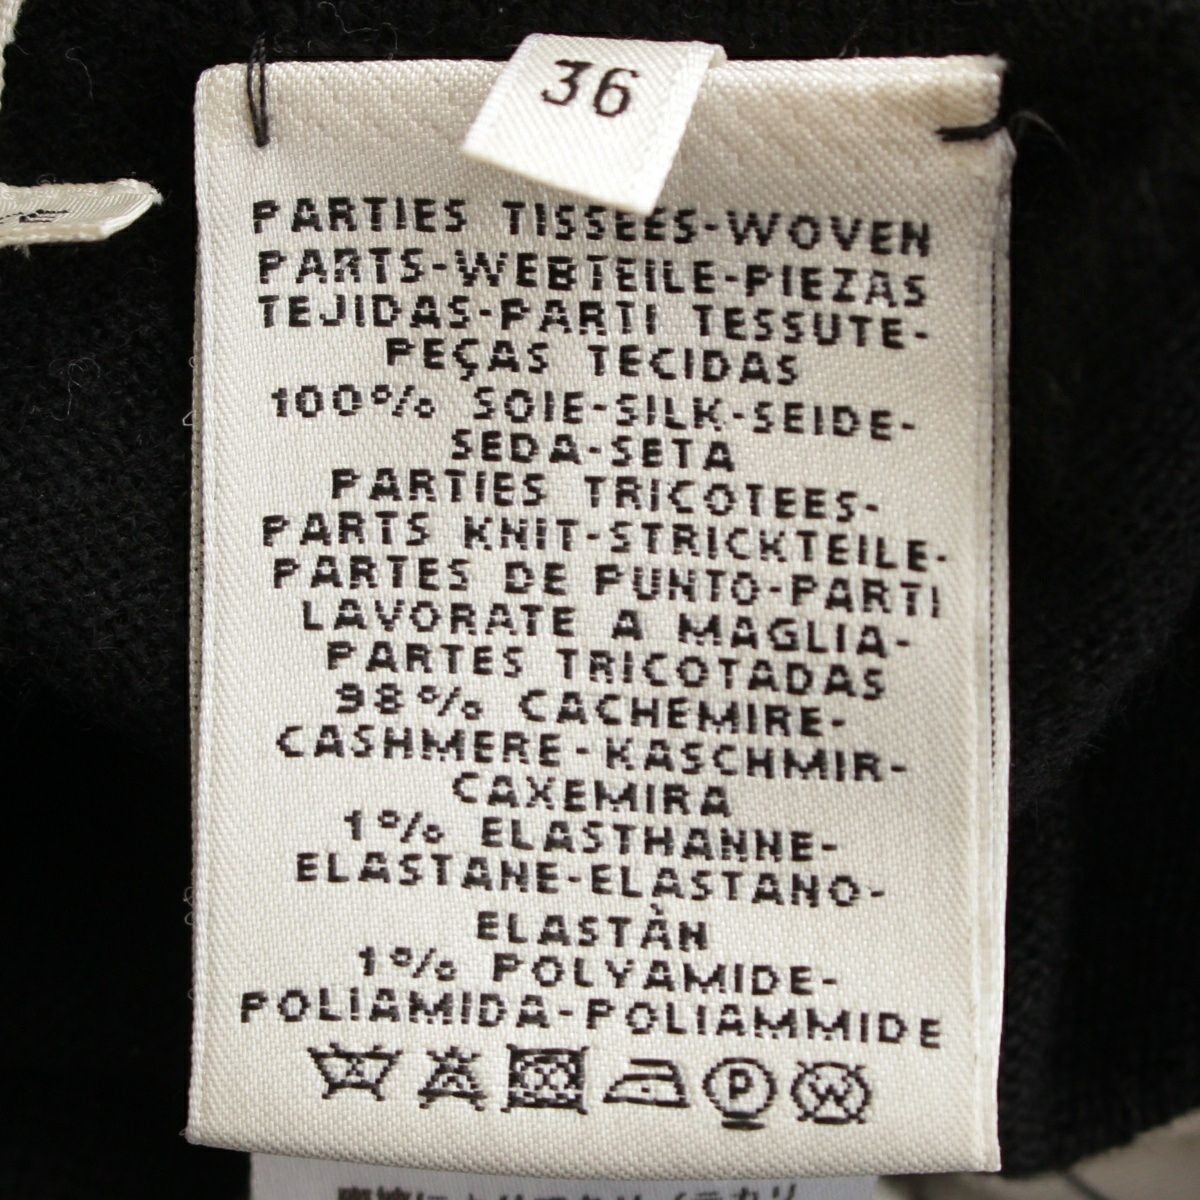 36
PARTIES TISSEES-WOVEN
PARTS-WEBTEILE-PIEZAS
TEJIDAS-PARTI TESSUTE-
PEÇAS TECIDAS
100% SOIE-SILK-SEIDE-
SEDA-SETA
PARTIES TRICOTEES-
PARTS KNIT-STRICKTEILE-
PARTES DE PUNTO-PARTI
LAVORATE A MAGLIA-
PARTES TRICOTADAS
98% CACHEMIRE-
CASHMERE-KASCHMIR-
CAXEMIRA
1% ELASTHANNE-
ELASTANE-ELASTANO-
ELASTÀN
1% POLYAMIDE-
POLIAMIDA-POLIAMMIDE
P W